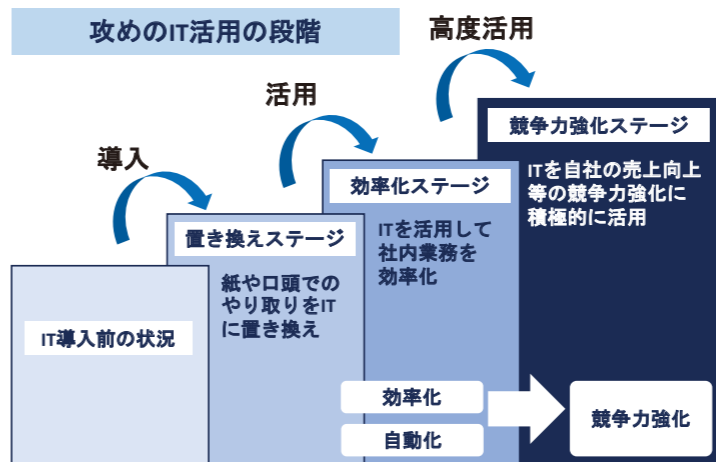 攻めのIT活用の段階
高度活用
活用
導入
競争力強化ステージ
ITを自社の売上向上
等の競争力強化に
積極的に活用
効率化ステージ
ITを活用して
社内業務を
効率化
置き換えステージ
紙や口頭での
やり取りをIT
に置き換え
IT導入前の状況
効率化
自動化
競争力強化